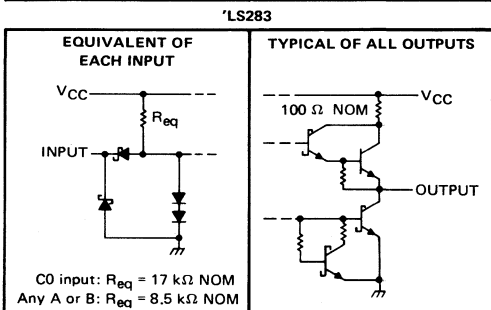 'LS283
EQUIVALENT OF
EACH INPUT
VCC
Req
INPUT
C0 input: Req = 17 kΩ NOM
Any A or B: Req = 8.5 kΩ NOM
TYPICAL OF ALL OUTPUTS
VCC
100 Ω NOM
OUTPUT